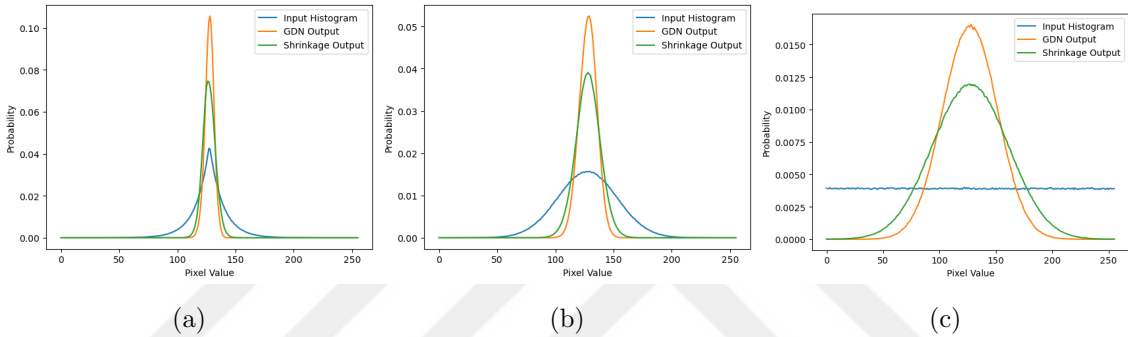 Input Histogram
GDN Output
Shrinkage Output
0.10
0.08
0.06
0.04
0.02
0.00
Probability
0 50 100 150 200 250
Pixel Value
(a)
Input Histogram
GDN Output
Shrinkage Output
0.05
0.04
0.03
0.02
0.01
0.00
Probability
0 50 100 150 200 250
Pixel Value
(b)
Input Histogram
GDN Output
Shrinkage Output
0.0150
0.0125
0.0100
0.0075
0.0050
0.0025
0.0000
Probability
0 50 100 150 200 250
Pixel Value
(c)